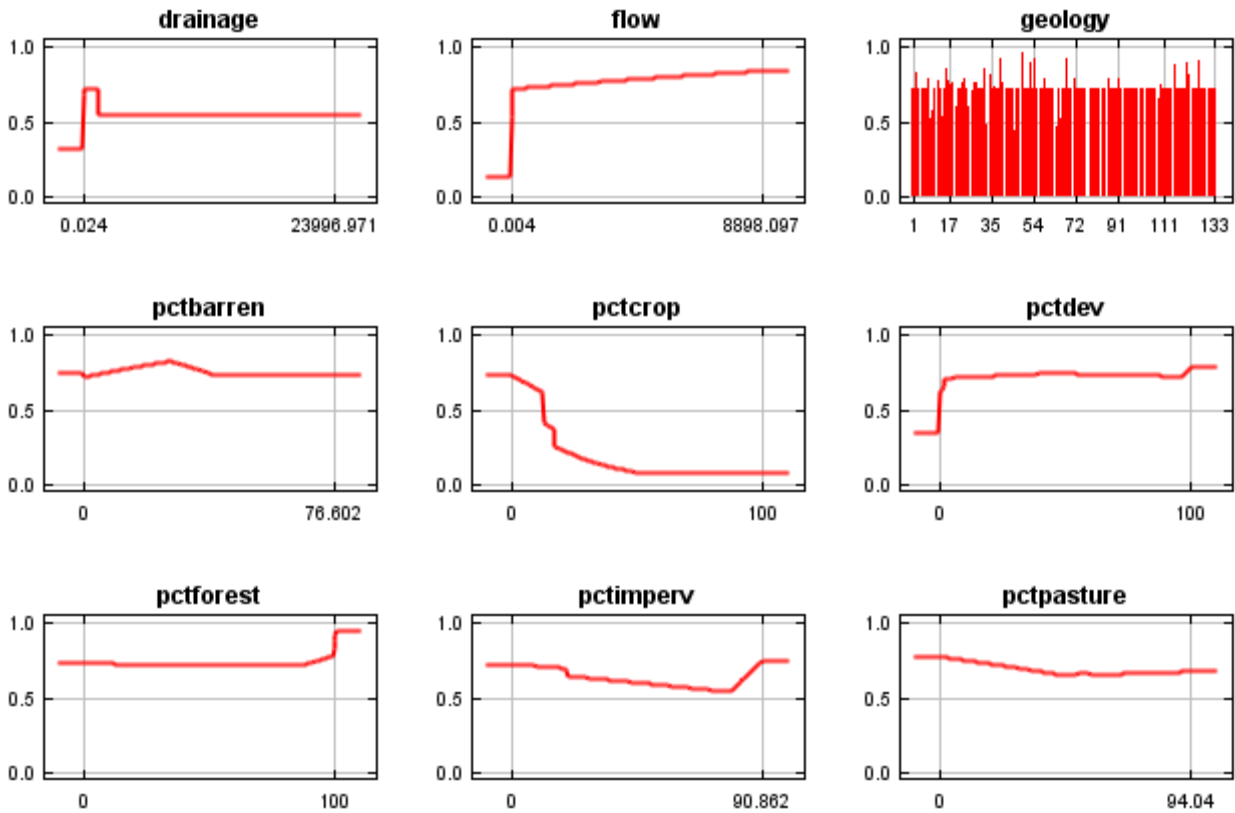 drainage flow geology
1.0 1.0 1.0
0.5 0.5 0.5
0.0 0.0 0.0
0.024 23996.971 0.004 8898.097 1 17 35 54 72 91 111 133
pctbarren pctcrop pctdev
1.0 1.0 1.0
0.5 0.5 0.5
0.0 0.0 0.0
0 76.602 0 100 0 100
pctforest pctimperv pctpasture
1.0 1.0 1.0
0.5 0.5 0.5
0.0 0.0 0.0
0 100 0 90.862 0 94.04